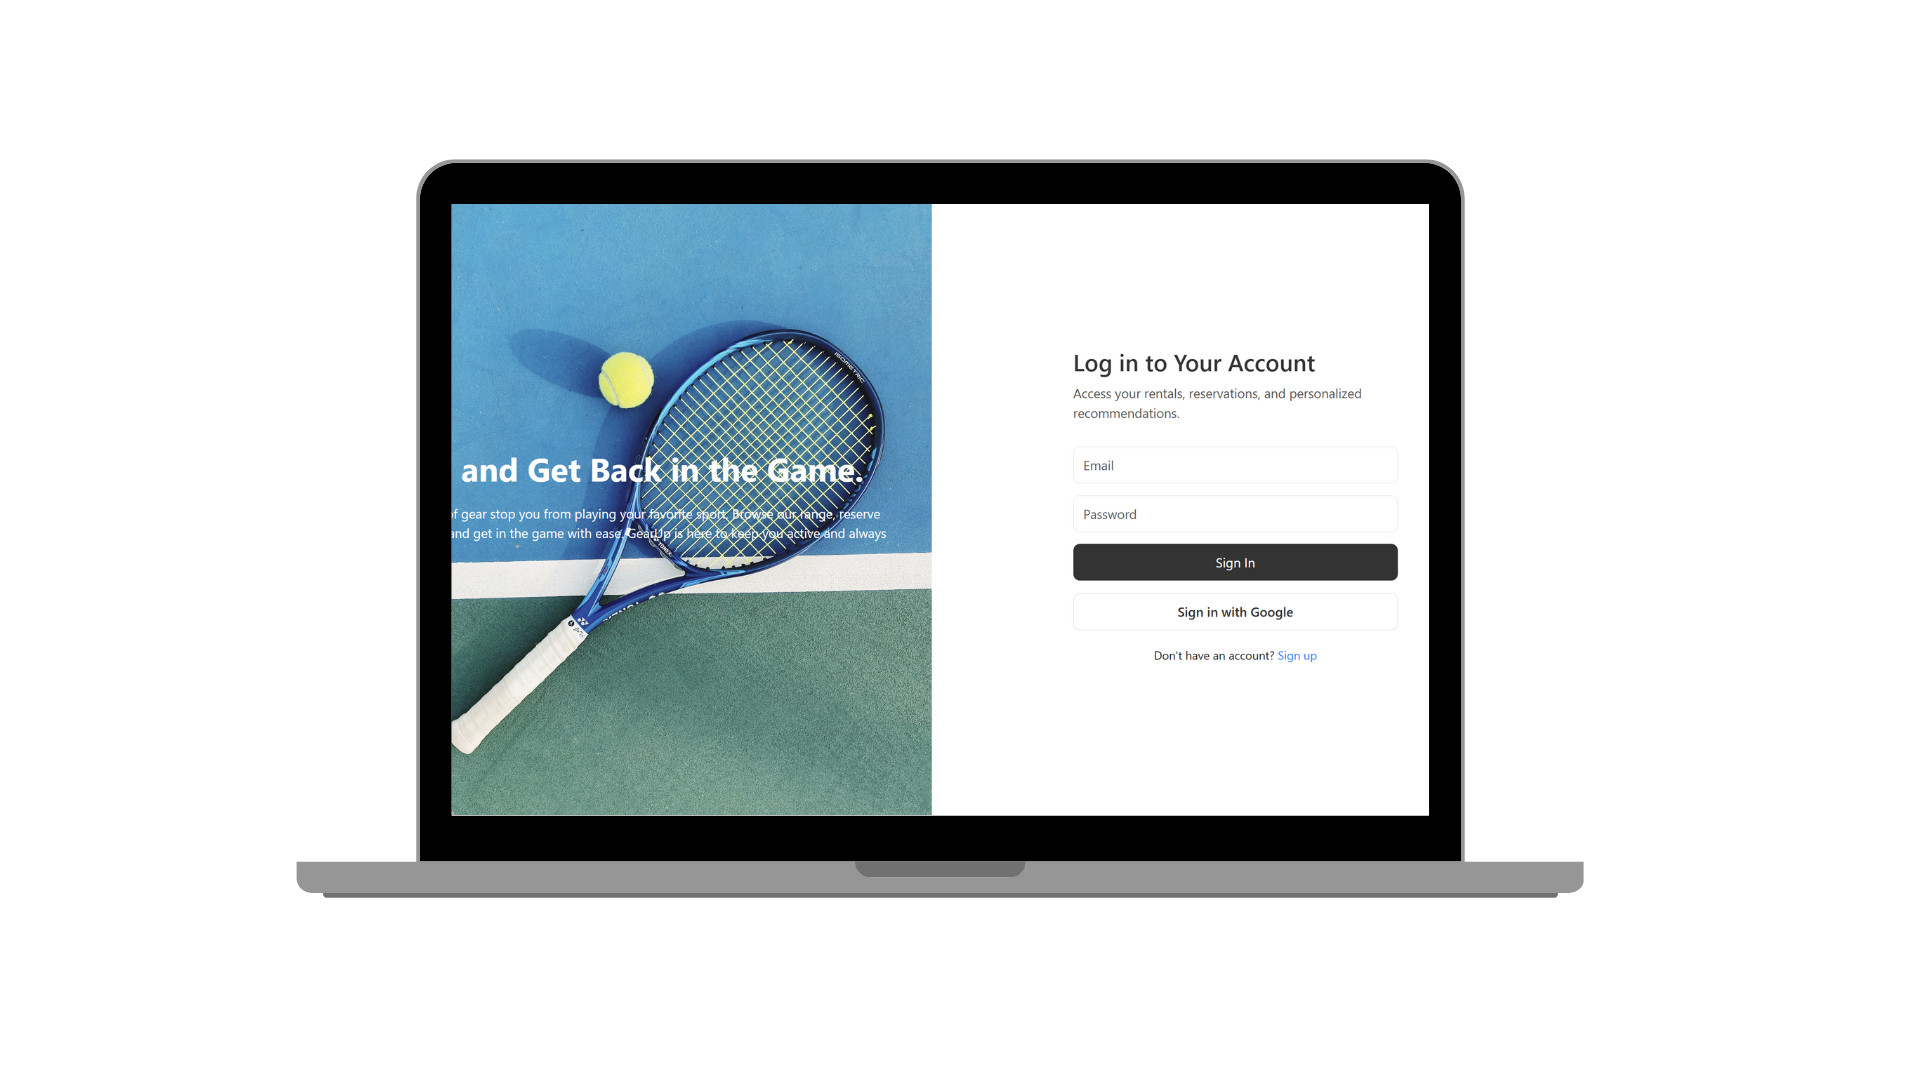 and Get Back in the Game.
of gear stop you from playing your favorite sport. Browse our range, reserve
and get in the game with ease. GearUp is here to keep you active and always
ISOMETRIC
YONEX
Log in to Your Account
Access your rentals, reservations, and personalized
recommendations.
Email
Password
Sign In
Sign in with Google
Don't have an account? Sign up